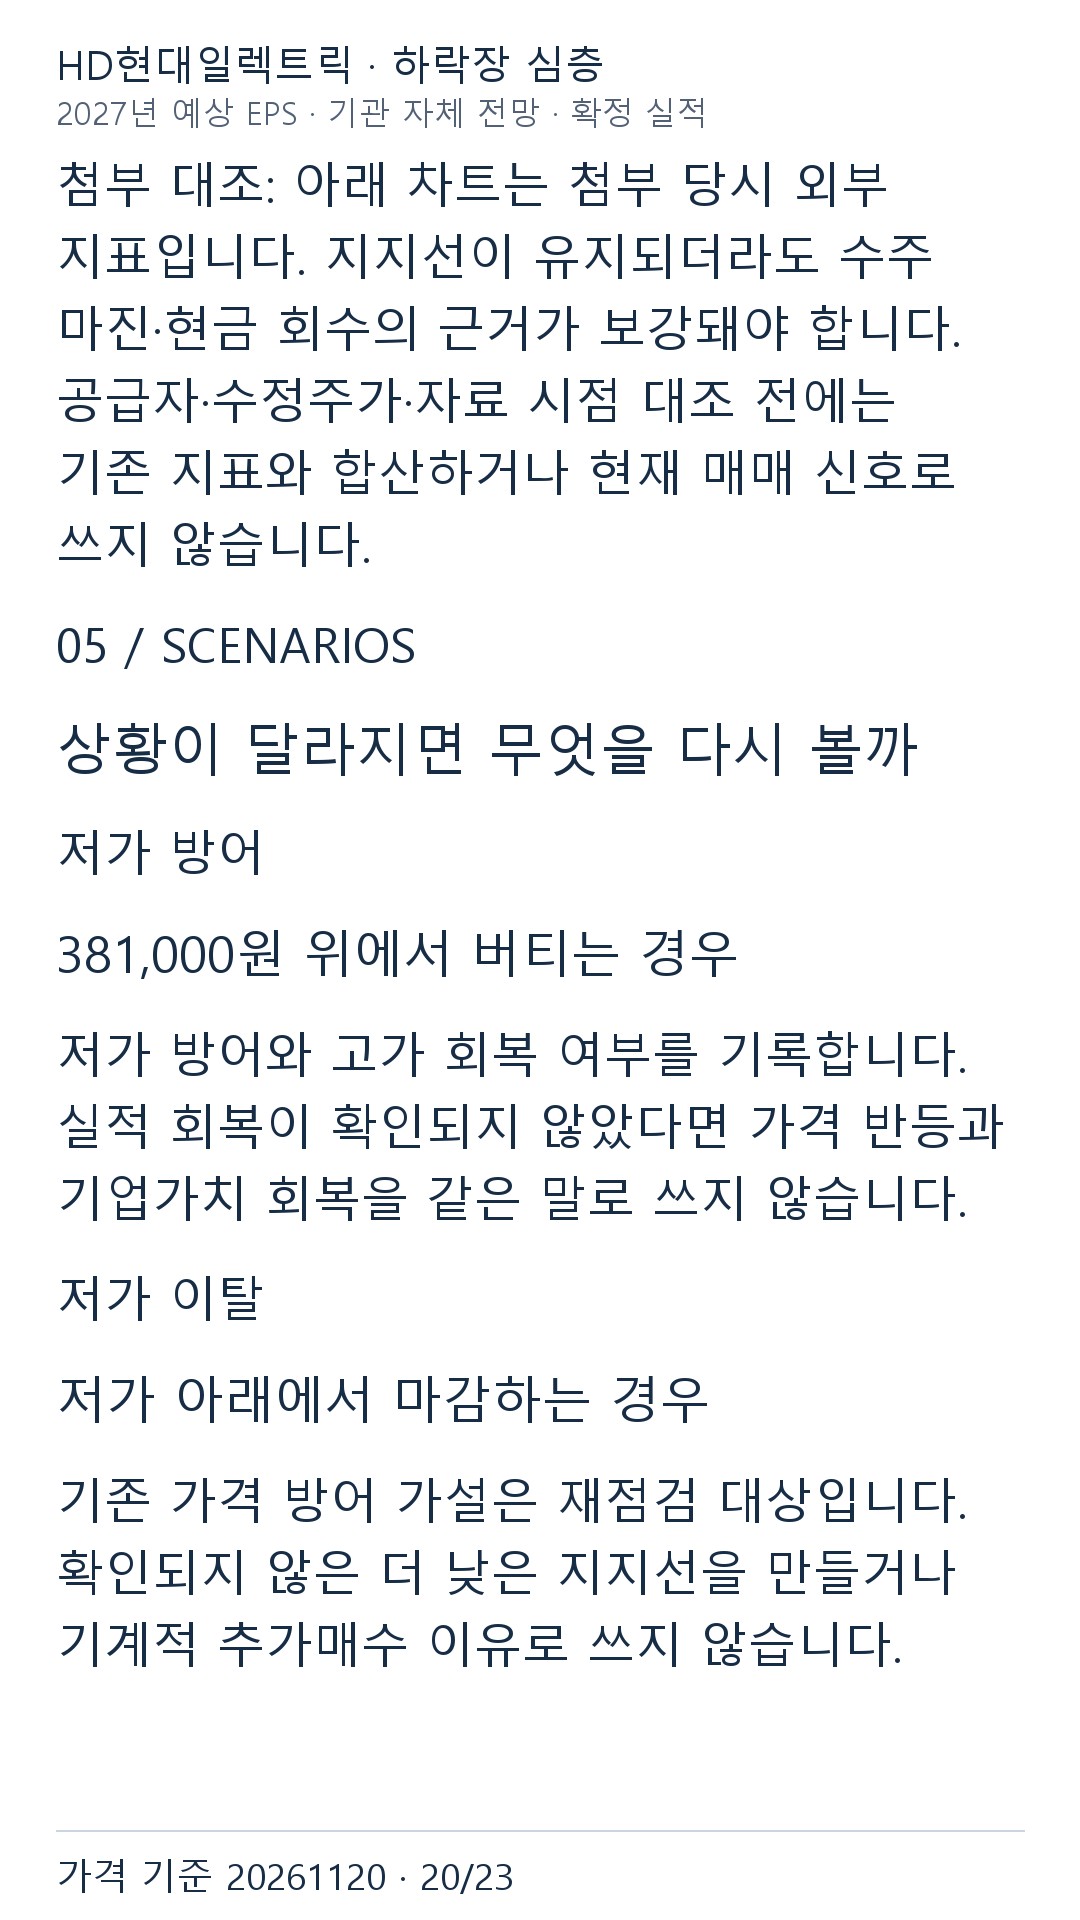 HD현대일렉트릭 · 하락장 심층
2027년 예상 EPS · 기관 자체 전망 · 확정 실적
첨부 대조: 아래 차트는 첨부 당시 외부
지표입니다. 지지선이 유지되더라도 수주
마진·현금 회수의 근거가 보강돼야 합니다.
공급자·수정주가·자료 시점 대조 전에는
기존 지표와 합산하거나 현재 매매 신호로
쓰지 않습니다.
05 / SCENARIOS
상황이 달라지면 무엇을 다시 볼까
저가 방어
381,000원 위에서 버티는 경우
저가 방어와 고가 회복 여부를 기록합니다.
실적 회복이 확인되지 않았다면 가격 반등과
기업가치 회복을 같은 말로 쓰지 않습니다.
저가 이탈
저가 아래에서 마감하는 경우
기존 가격 방어 가설은 재점검 대상입니다.
확인되지 않은 더 낮은 지지선을 만들거나
기계적 추가매수 이유로 쓰지 않습니다.
가격 기준 20261120 · 20/23